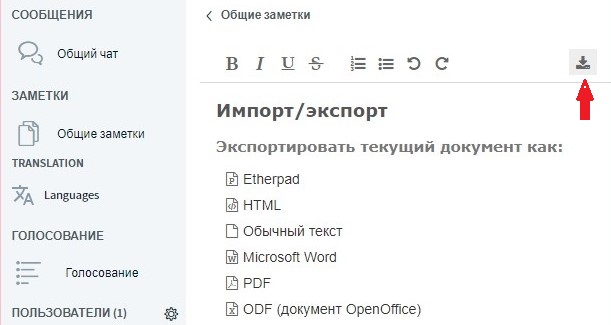 СООБЩЕНИЯ
Общий чат
ЗАМЕТКИ
Общие заметки
TRANSLATION
Languages
ГОЛОСОВАНИЕ
Голосование
ПОЛЬЗОВАТЕЛИ (1)
Общие заметки
B I U S
Импорт/экспорт
Экспортировать текущий документ как:
Etherpad
HTML
Обычный текст
Microsoft Word
PDF
ODF (документ OpenOffice)